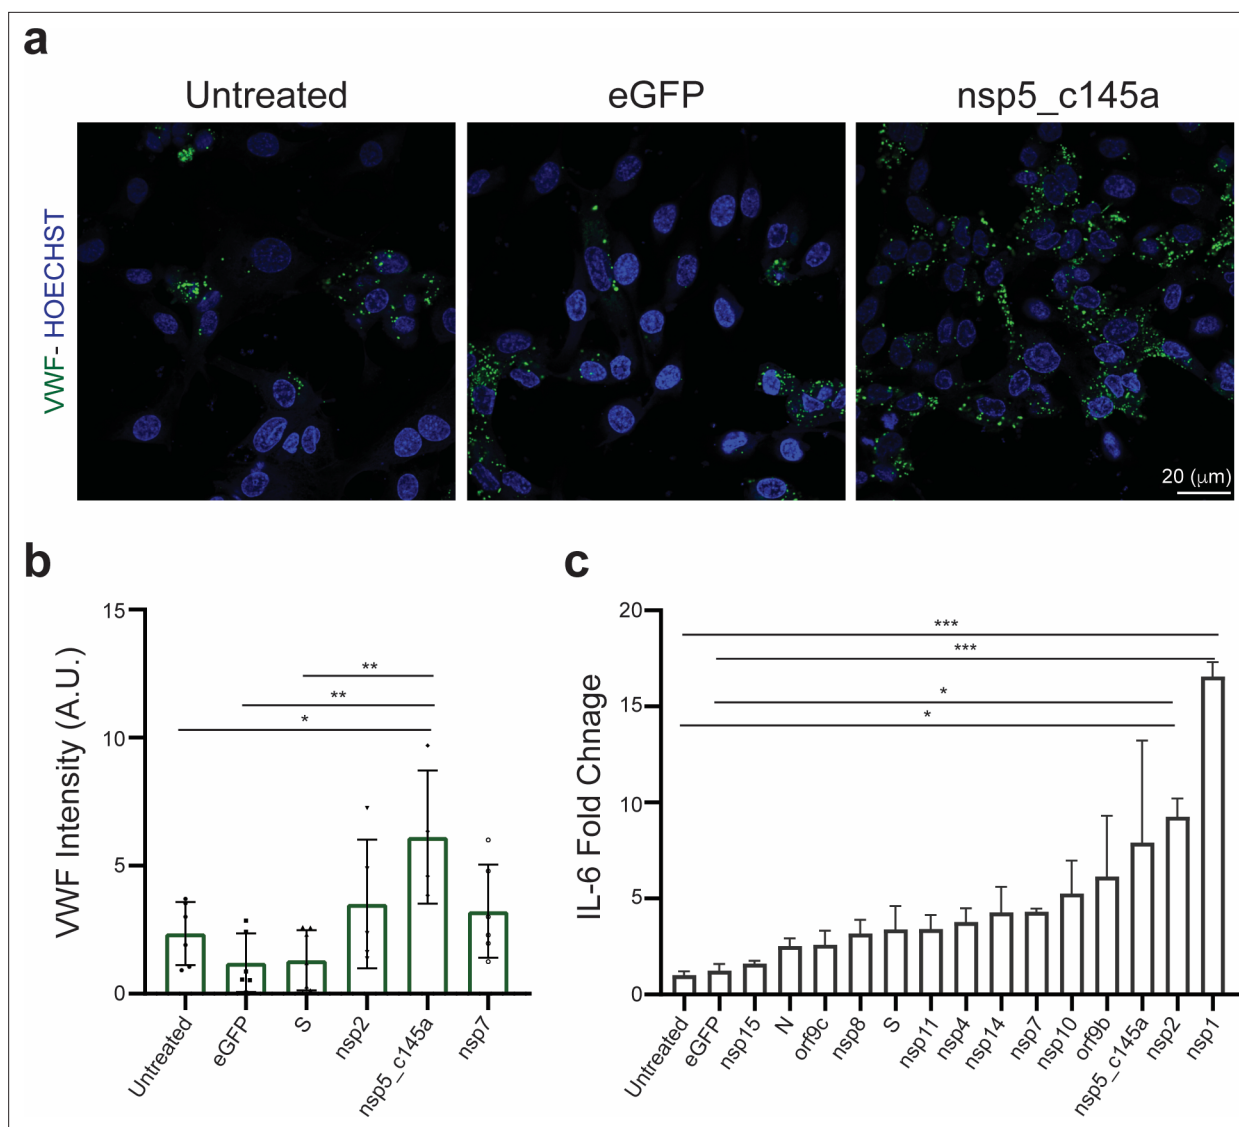 a
Untreated
eGFP
nsp5_c145a
VWF- HOECHST
20 (μm)
b
VWF Intensity (A.U.)
15
10
5
0
**
**
*
Untreated
eGFP
S
nsp2
nsp5_c145a
nsp7
c
IL-6 Fold Chnage
20
15
10
5
0
***
***
*
*
Untreated
eGFP
nsp15
N
orf9c
nsp8
S
nsp11
nsp4
nsp14
nsp7
nsp10
orf9b
nsp5_c145a
nsp2
nsp1